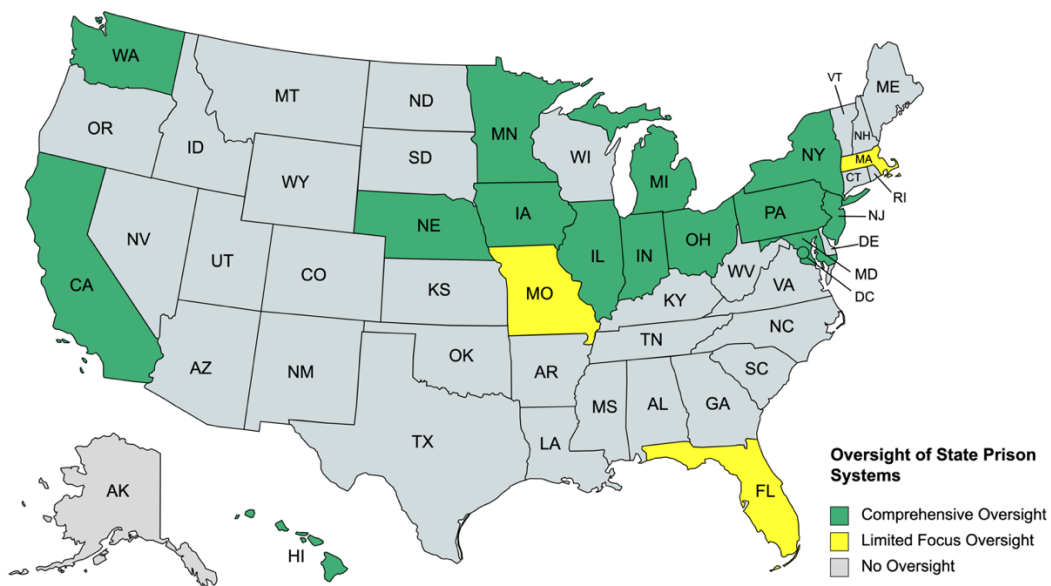 WA
MT
ND
MN
VT
ME
OR
ID
SD
WI
NH
NY
MA
WY
MI
CT
RI
NE
IA
PA
NJ
NV
IL
IN
OH
DE
UT
CO
WV
MD
CA
KS
MO
KY
VA
DC
TN
NC
AZ
NM
OK
AR
SC
MS
AL
GA
TX
LA
Oversight of State Prison
Systems
AK
FL
Comprehensive Oversight
Limited Focus Oversight
HI
No Oversight